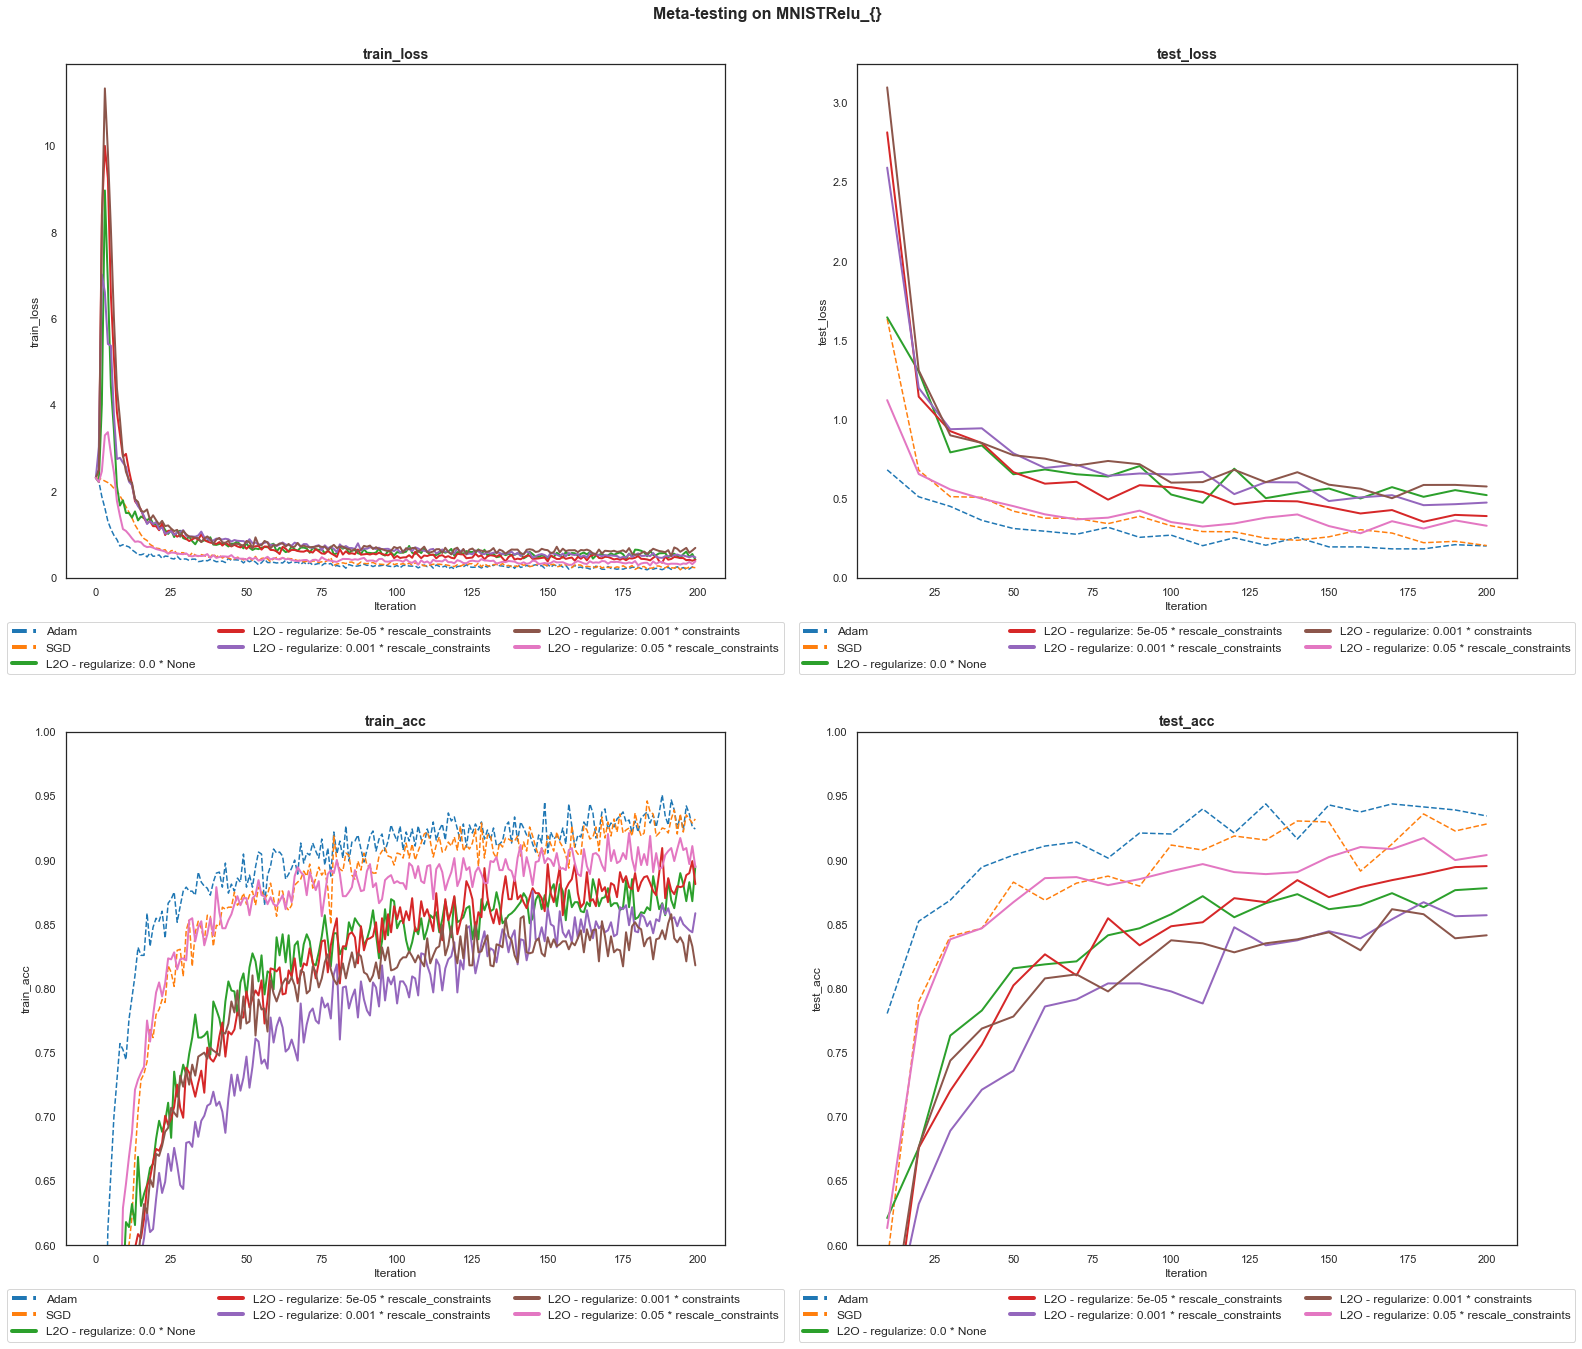 Meta-testing on MNISTRelu_{}
train_loss
train_loss
10
8
6
4
2
0
0 25 50 75 100 125 150 175 200
Iteration
Adam
SGD
L2O - regularize: 0.0 * None
L2O - regularize: 5e-05 * rescale_constraints
L2O - regularize: 0.001 * rescale_constraints
L2O - regularize: 0.001 * constraints
L2O - regularize: 0.05 * rescale_constraints
test_loss
test_loss
3.0
2.5
2.0
1.5
1.0
0.5
0.0
25 50 75 100 125 150 175 200
Iteration
Adam
SGD
L2O - regularize: 0.0 * None
L2O - regularize: 5e-05 * rescale_constraints
L2O - regularize: 0.001 * rescale_constraints
L2O - regularize: 0.001 * constraints
L2O - regularize: 0.05 * rescale_constraints
train_acc
train_acc
1.00
0.95
0.90
0.85
0.80
0.75
0.70
0.65
0.60
0 25 50 75 100 125 150 175 200
Iteration
Adam
SGD
L2O - regularize: 0.0 * None
L2O - regularize: 5e-05 * rescale_constraints
L2O - regularize: 0.001 * rescale_constraints
L2O - regularize: 0.001 * constraints
L2O - regularize: 0.05 * rescale_constraints
test_acc
test_acc
1.00
0.95
0.90
0.85
0.80
0.75
0.70
0.65
0.60
25 50 75 100 125 150 175 200
Iteration
Adam
SGD
L2O - regularize: 0.0 * None
L2O - regularize: 5e-05 * rescale_constraints
L2O - regularize: 0.001 * rescale_constraints
L2O - regularize: 0.001 * constraints
L2O - regularize: 0.05 * rescale_constraints